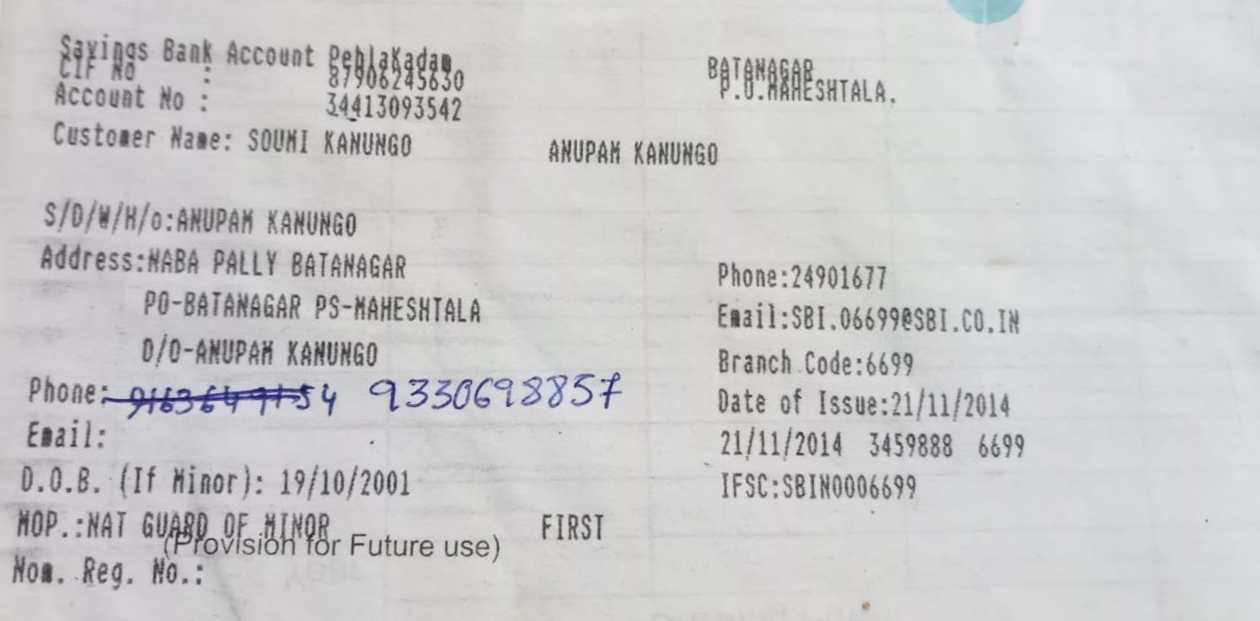 Savings Bank Account PehlaKadam
CIF No : 87906245630
Account No : 34413093542
Customer Name: SOUMI KANUNGO ANUPAM KANUNGO
BATANAGAR
P.O.MAHESHTALA,
S/D/W/H/o:ANUPAM KANUNGO
Address:NABA PALLY BATANAGAR
PO-BATANAGAR PS-MAHESHTALA
D/O-ANUPAM KANUNGO
Phone: 9330698857
Email:
D.O.B. (If Minor): 19/10/2001
MOP.:NAT GUARD OF MINOR FIRST
(Provision for Future use)
Nom. Reg. No.:
Phone:24901677
Email:SBI.06699@SBI.CO.IN
Branch Code:6699
Date of Issue:21/11/2014
21/11/2014 3459888 6699
IFSC:SBIN0006699